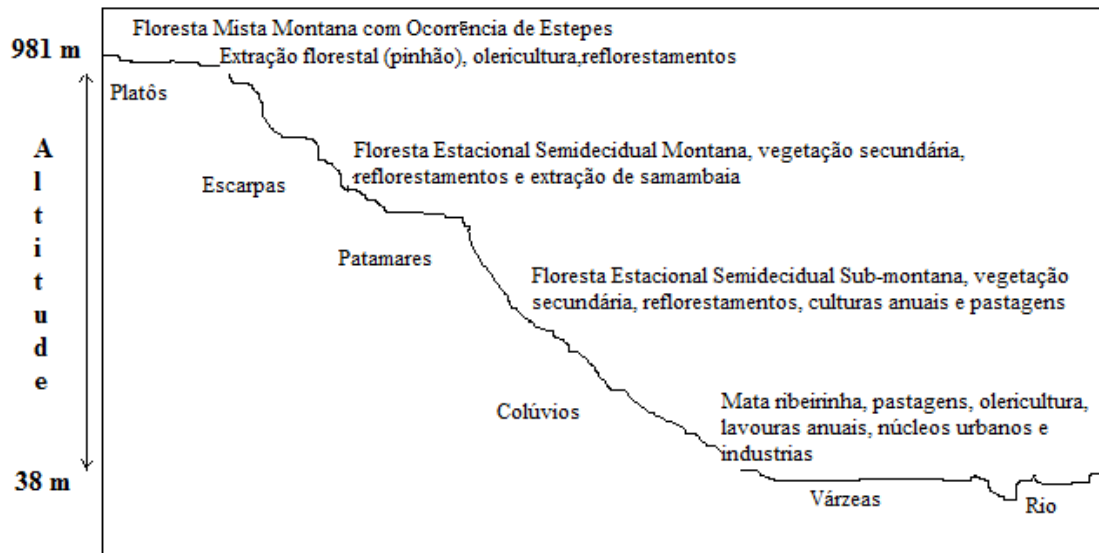 Floresta Mista Montana com Ocorrência de Estepes
981 m
Extração florestal (pinhão), olericultura,reflorestamentos
Platôs
Altitude
Floresta Estacional Semidecidual Montana, vegetação secundária,
reflorestamentos e extração de samambaia
Escarpas
Patamares
Floresta Estacional Semidecidual Sub-montana, vegetação
secundária, reflorestamentos, culturas anuais e pastagens
Colúvios
Mata ribeirinha, pastagens, olericultura,
lavouras anuais, núcleos urbanos e
industrias
38 m
Várzeas
Rio